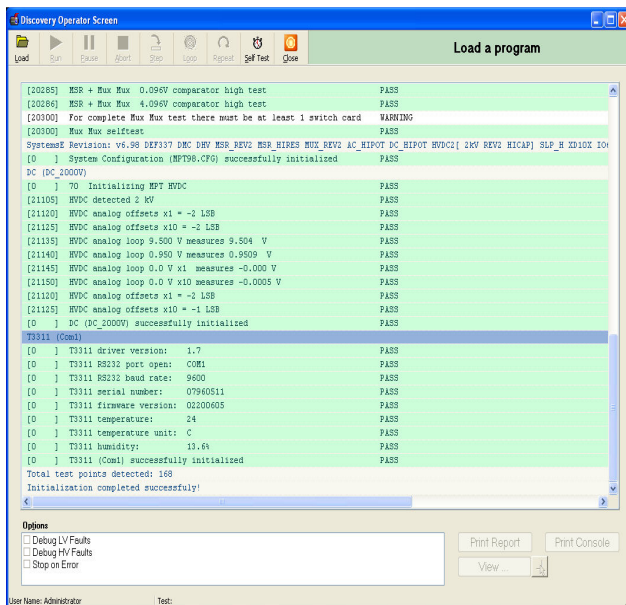 Discovery Operator Screen
Load Run Pause Abort Step Loop Repeat Self Test Close
Load a program
[20285] MSR + Mux Mux 0.096V comparator high test PASS
[20286] MSR + Mux Mux 4.096V comparator high test PASS
[20300] For complete Mux Mux test there must be at least 1 switch card WARNING
[20300] Mux Mux selftest PASS
SystemsE Revision: v6.98 DEF337 DMC DHV MSR_REV2 MSR_HIRES MUX_REV2 AC_HIPOT DC_HIPOT HVDC2[ 2kV REV2 HICAP] SLP_H XD10X
[0 ] System Configuration (MPT98.CFG) successfully initialized PASS
DC (DC_2000V)
[0 ] 70 Initializing MPT HVDC PASS
[21105] HVDC detected 2 kV PASS
[21120] HVDC analog offsets x1 = -2 LSB PASS
[21125] HVDC analog offsets x10 = -2 LSB PASS
[21135] HVDC analog loop 9.500 V measures 9.504 V PASS
[21140] HVDC analog loop 0.950 V measures 0.9509 V PASS
[21145] HVDC analog loop 0.0 V x1 measures -0.000 V PASS
[21150] HVDC analog loop 0.0 V x10 measures -0.0005 V PASS
[21120] HVDC analog offsets x1 = -2 LSB PASS
[21125] HVDC analog offsets x10 = -1 LSB PASS
[0 ] DC (DC_2000V) successfully initialized PASS
T3311 (Com1)
[0 ] T3311 driver version: 1.7 PASS
[0 ] T3311 RS232 port open: COM1 PASS
[0 ] T3311 RS232 baud rate: 9600 PASS
[0 ] T3311 serial number: 07960511 PASS
[0 ] T3311 firmware version: 02200605 PASS
[0 ] T3311 temperature: 24 PASS
[0 ] T3311 temperature unit: C PASS
[0 ] T3311 humidity: 13.6% PASS
[0 ] T3311 (Com1) successfully initialized PASS
Total test points detected: 168
Initialization completed successfuly!
Options
Debug LV Faults
Debug HV Faults
Stop on Error
Print Report Print Console
View ...
User Name: Administrator Test: